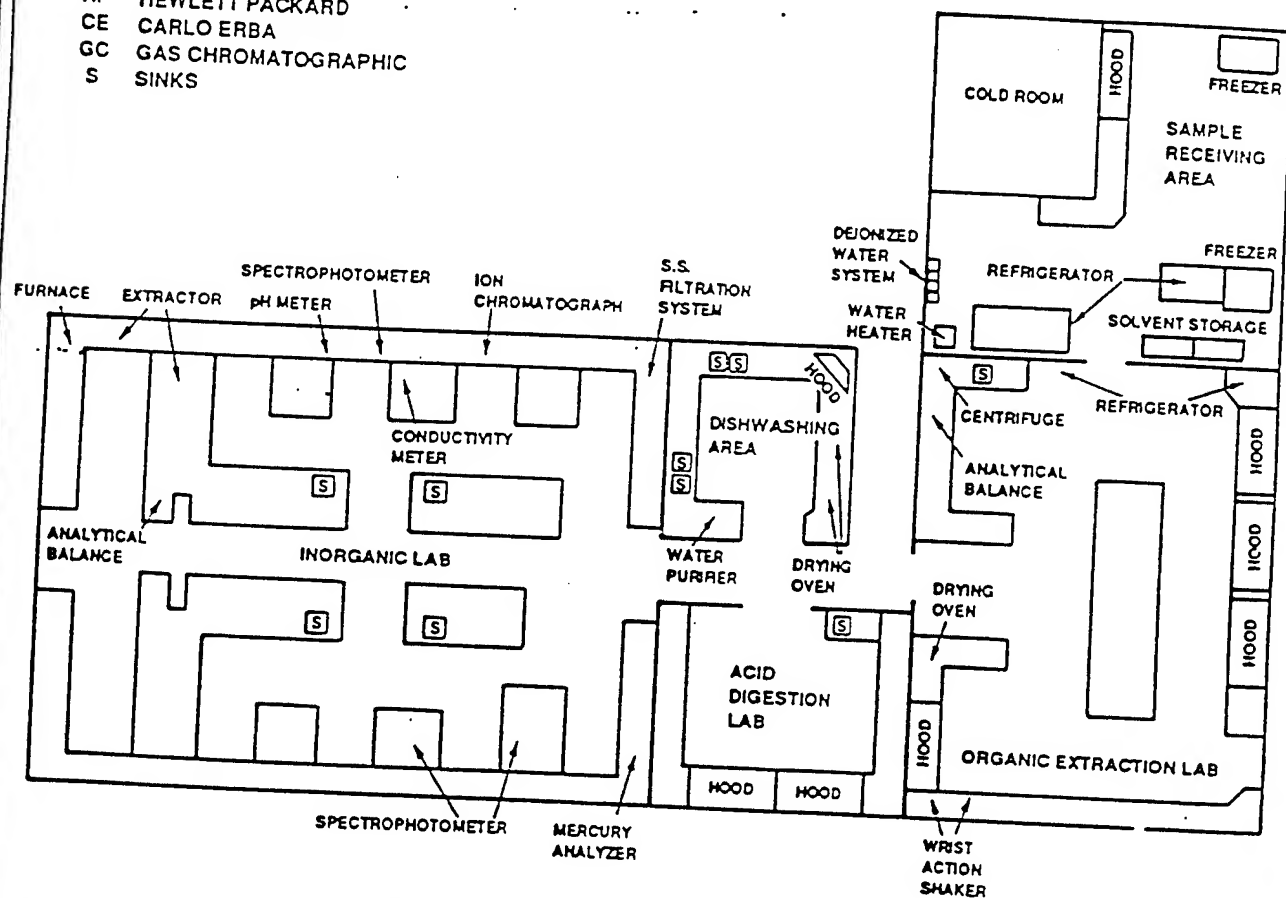 HEWLETT PACKARD
CE CARLO ERBA
GC GAS CHROMATOGRAPHIC
S SINKS
HOOD
FREEZER
COLD ROOM
SAMPLE
RECEIVING
AREA
DEIONIZED
WATER
SYSTEM
WATER
HEATER
REFRIGERATOR
FREEZER
SOLVENT STORAGE
FURNACE
EXTRACTOR
SPECTROPHOTOMETER
pH METER
ION
CHROMATOGRAPH
S.S.
FILTRATION
SYSTEM
S S
HOOD
DISHWASHING
AREA
S
S
CONDUCTIVITY
METER
S
S
ANALYTICAL
BALANCE
INORGANIC LAB
WATER
PURIFIER
DRYING
OVEN
S
CENTRIFUGE
REFRIGERATOR
ANALYTICAL
BALANCE
HOOD
HOOD
HOOD
DRYING
OVEN
S
S
S
ACID
DIGESTION
LAB
HOOD
HOOD
HOOD
ORGANIC EXTRACTION LAB
SPECTROPHOTOMETER
MERCURY
ANALYZER
WRIST
ACTION
SHAKER